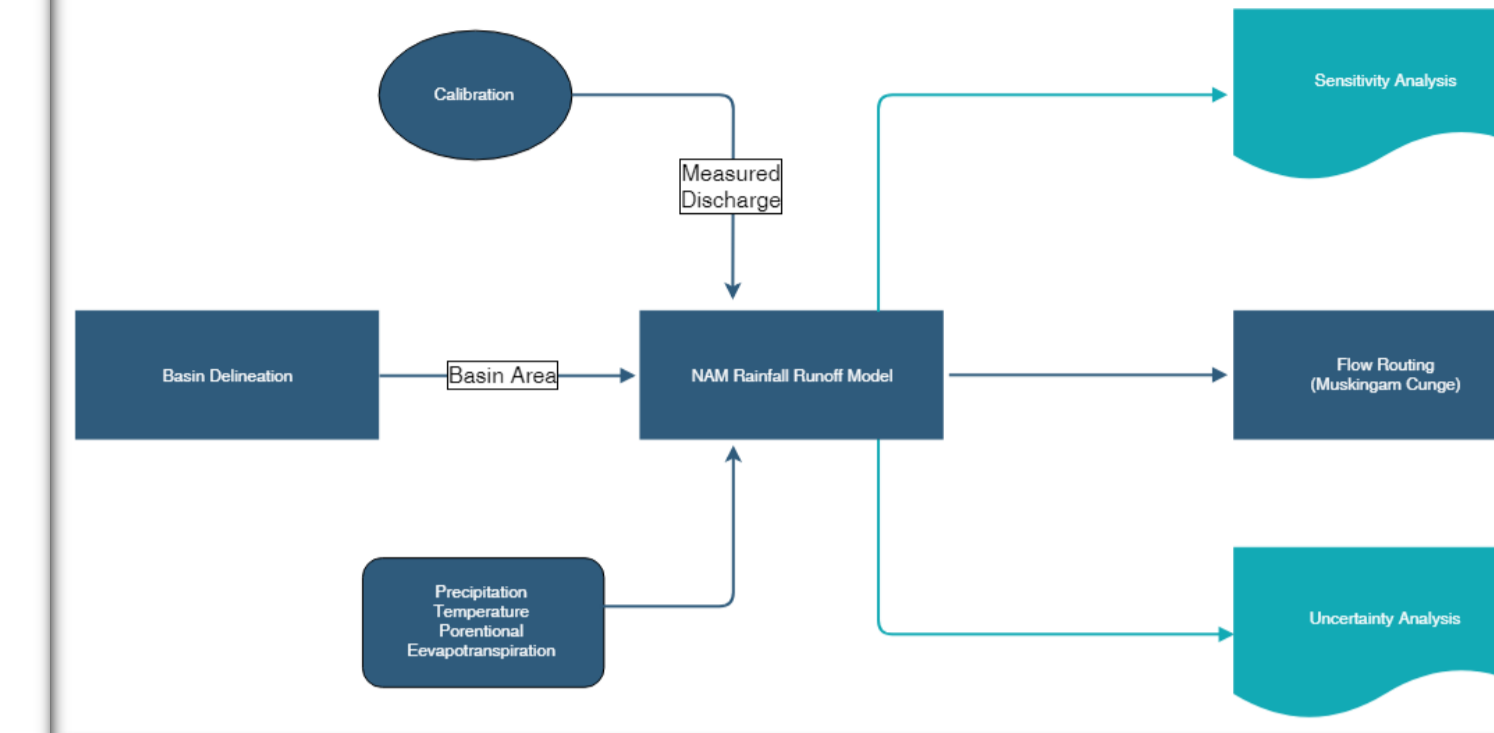 Calibration
Sensitivity Analysis
Measured
Discharge
Basin Delineation
Basin Area
NAM Rainfall Runoff Model
Flow Routing
(Muskingam Cunge)
Precipitation
Temperature
Porentional
Eevapotranspiration
Uncertainty Analysis